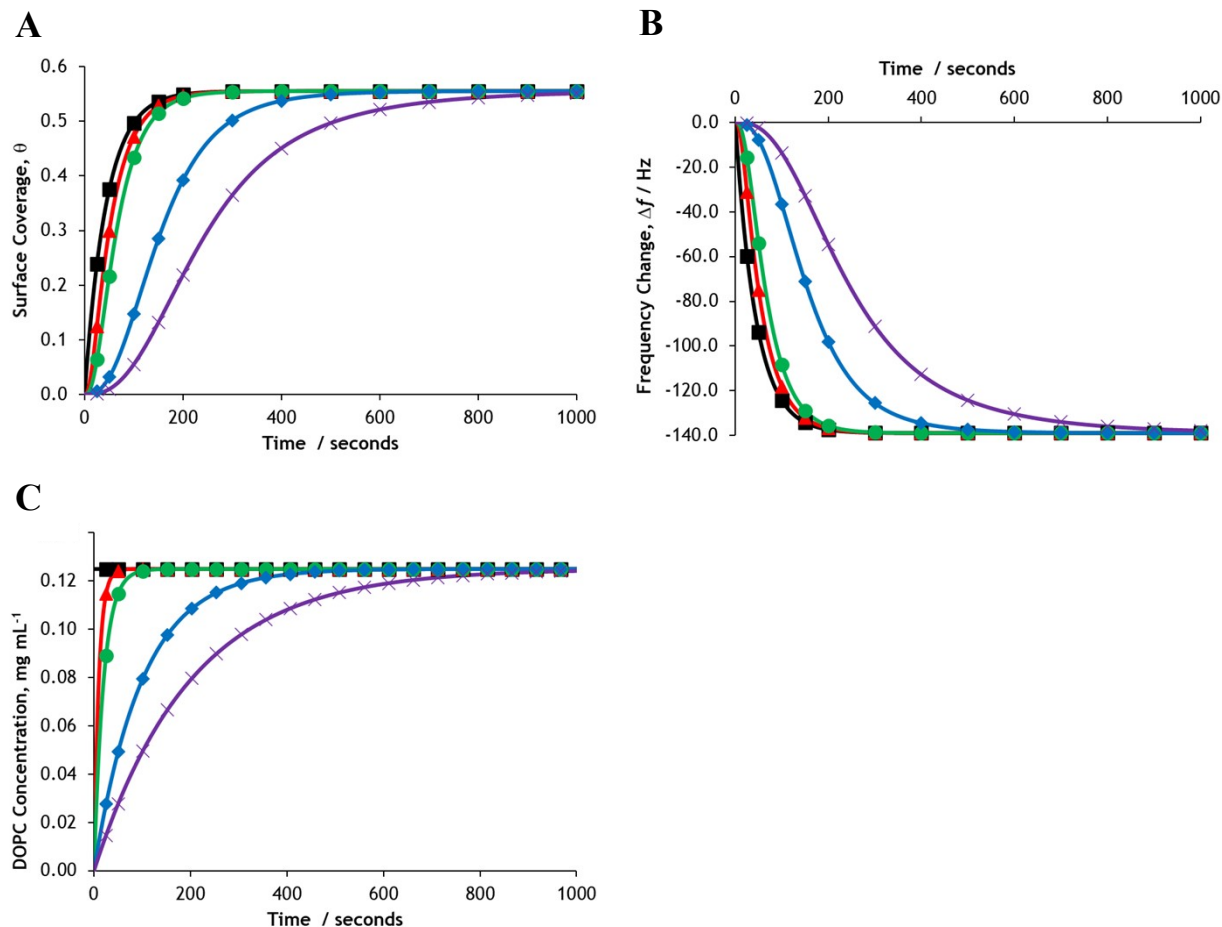 A
0.6
0.5
0.4
0.3
0.2
0.1
0.0
Surface Coverage, θ
0 200 400 600 800 1000
Time / seconds
B
Time / seconds
0 200 400 600 800 1000
0.0
-20.0
-40.0
-60.0
-80.0
-100.0
-120.0
-140.0
Frequency Change, Δf / Hz
C
0.12
0.10
0.08
0.06
0.04
0.02
0.00
DOPC Concentration, mg mL⁻¹
0 200 400 600 800 1000
Time / seconds